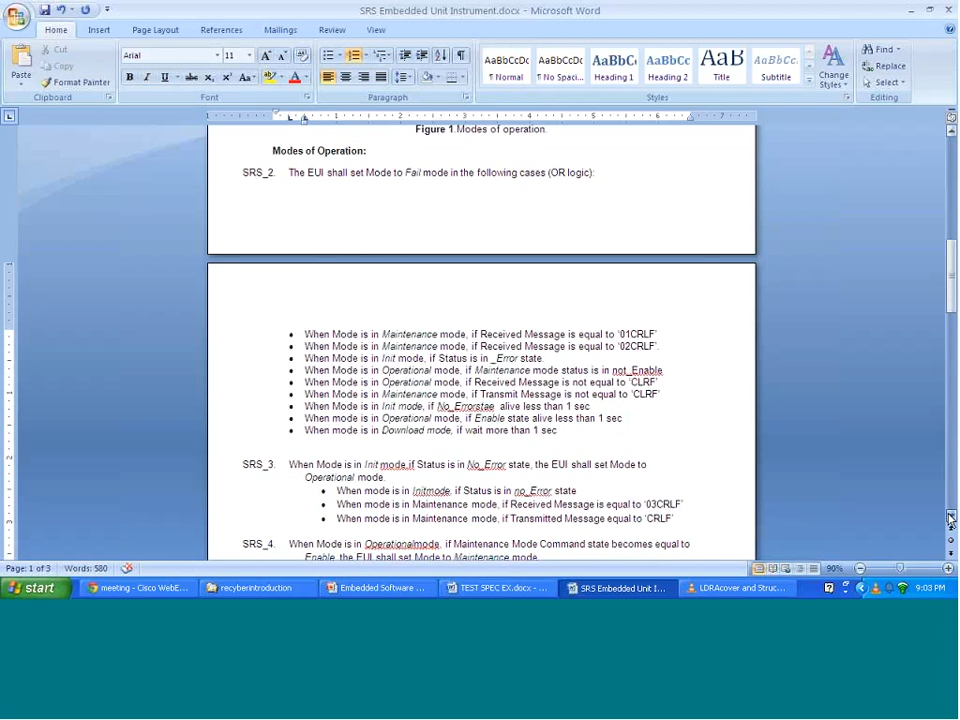 SRS Embedded Unit Instrument.docx - Microsoft Word
Home Insert Page Layout References Mailings Review View
Paste
Cut
Copy
Format Painter
Clipboard
Arial 11
Font
Paragraph
AaBbCcDc AaBbCcDc AaBbC AaBbCc AaB AaBbCc.
¶ Normal ¶ No Spaci... Heading 1 Heading 2 Title Subtitle
Change Styles
Styles
Find
Replace
Select
Editing
Figure 1.Modes of operation.
Modes of Operation:
SRS_2. The EUI shall set Mode to Fail mode in the following cases (OR logic):
• When Mode is in Maintenance mode, if Received Message is equal to ‘01CRLF’
• When Mode is in Maintenance mode, if Received Message is equal to ‘02CRLF’.
• When Mode is in Init mode, if Status is in _Error state.
• When Mode is in Operational mode, if Maintenance mode status is in not_Enable
• When Mode is in Operational mode, if Received Message is not equal to ‘CLRF’
• When Mode is in Maintenance mode, if Transmit Message is not equal to ‘CLRF’
• When Mode is in Init mode, if No_Errorstae alive less than 1 sec
• When Mode is in Operational mode, if Enable state alive less than 1 sec
• When mode is in Download mode, if wait more than 1 sec
SRS_3. When Mode is in Init mode,if Status is in No_Error state, the EUI shall set Mode to
Operational mode.
• When mode is in Initmode, if Status is in no_Error state
• When mode is in Maintenance mode, if Received Message is equal to ‘03CRLF’
• When mode is in Maintenance mode, if Transmitted Message equal to ‘CRLF’
SRS_4. When Mode is in Operationalmode, if Maintenance Mode Command state becomes equal to
Enable, the EUI shall set Mode to Maintenance mode.
Page: 1 of 3 Words: 580 90%
start meeting - Cisco WebE... recyberintroduction Embedded Software ... TEST SPEC EX.docx - ... SRS Embedded Unit I... LDRAcover and Struc... 9:03 PM